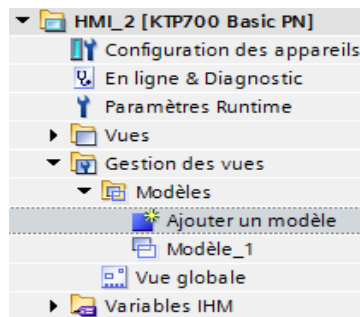 HMI_2 [KTP700 Basic PN]
Configuration des appareils
En ligne & Diagnostic
Paramètres Runtime
Vues
Gestion des vues
Modèles
Ajouter un modèle
Modèle_1
Vue globale
Variables IHM